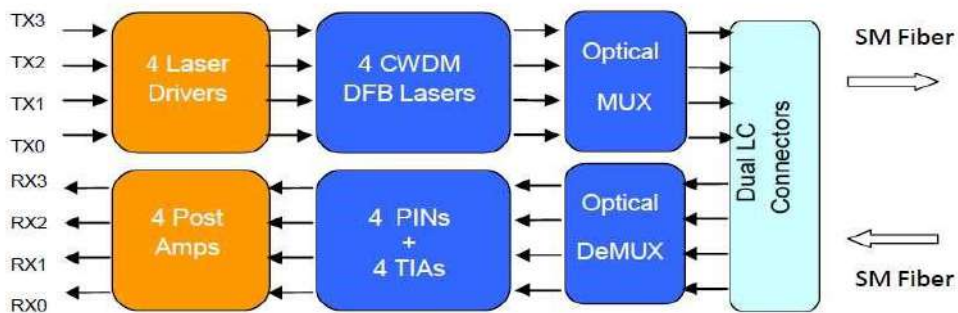 TX3
TX2
TX1
TX0
4 Laser
Drivers
4 CWDM
DFB Lasers
Optical
MUX
Dual LC
Connectors
SM Fiber
RX3
RX2
RX1
RX0
4 Post
Amps
4 PINs
+
4 TIAs
Optical
DeMUX
SM Fiber